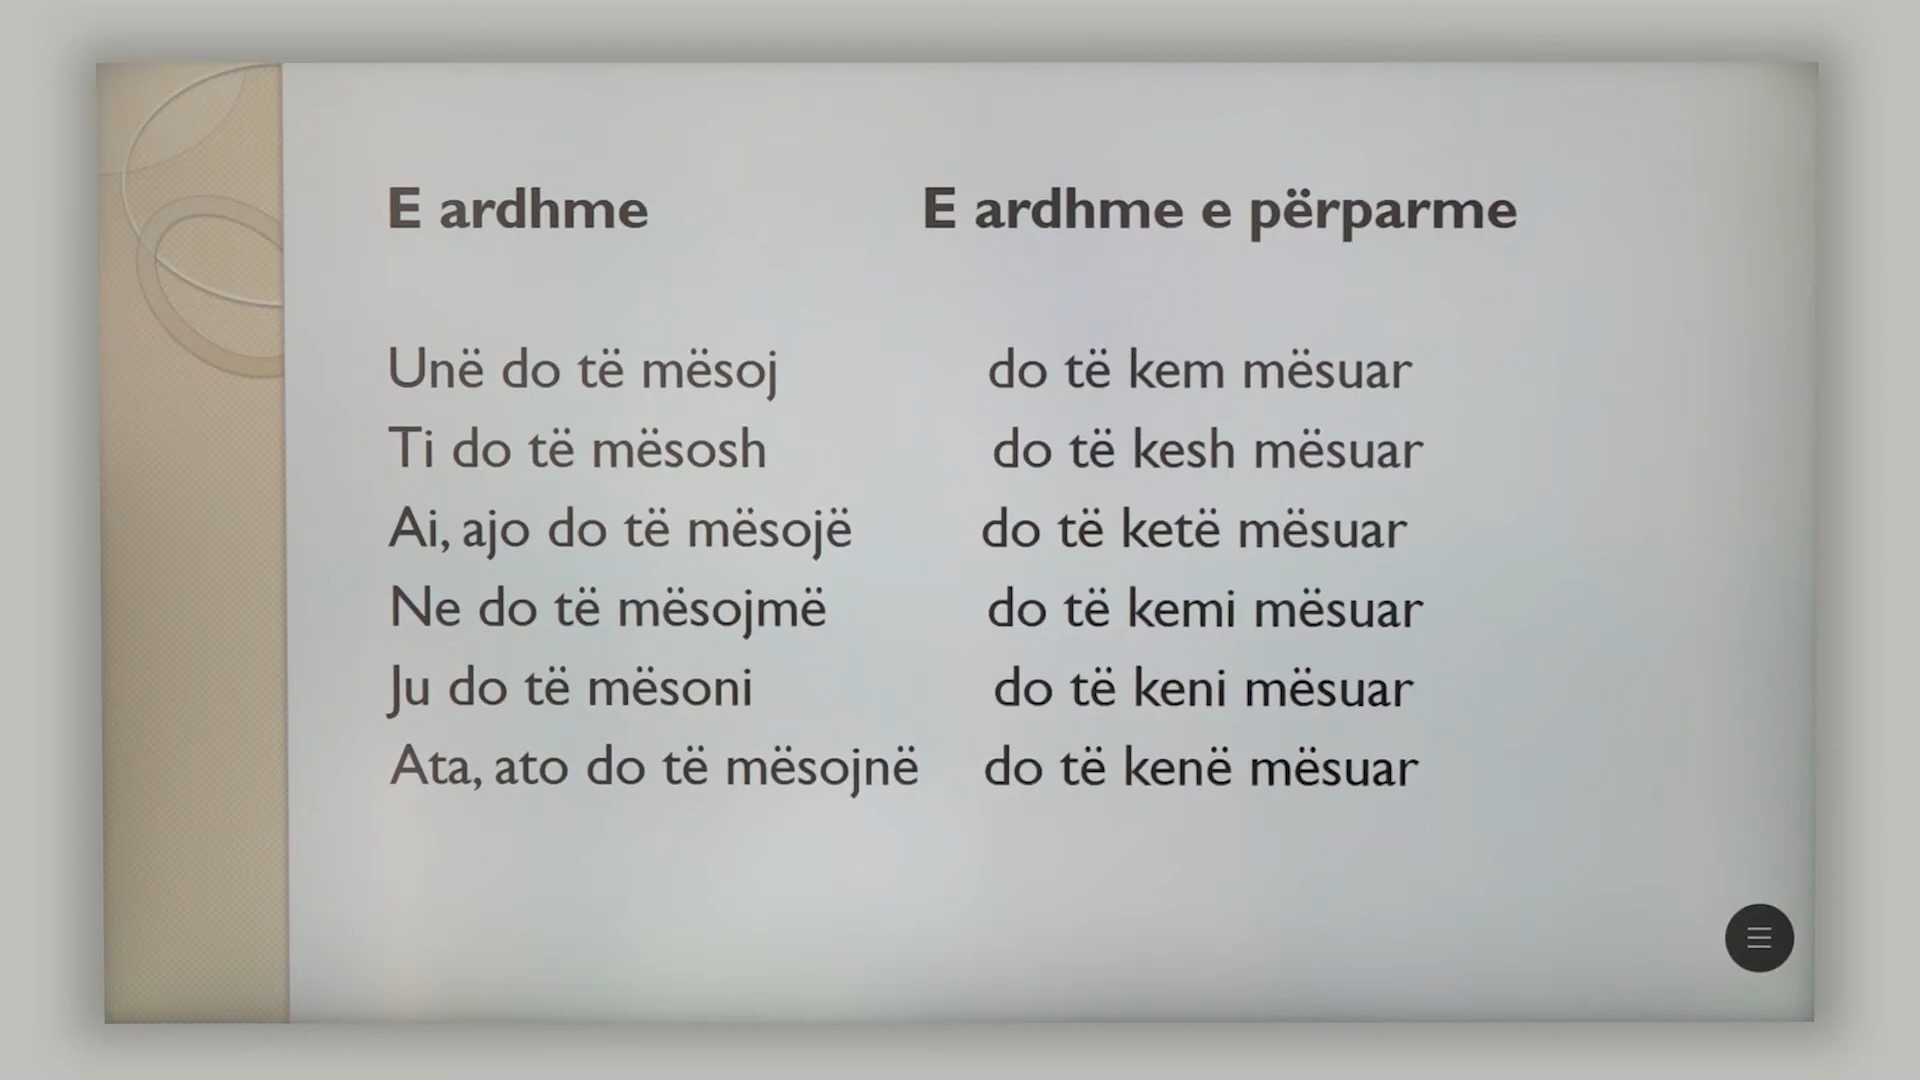 E ardhme E ardhme e përparme
Unë do të mësoj do të kem mësuar
Ti do të mësosh do të kesh mësuar
Ai, ajo do të mësojë do të ketë mësuar
Ne do të mësojmë do të kemi mësuar
Ju do të mësoni do të keni mësuar
Ata, ato do të mësojnë do të kenë mësuar